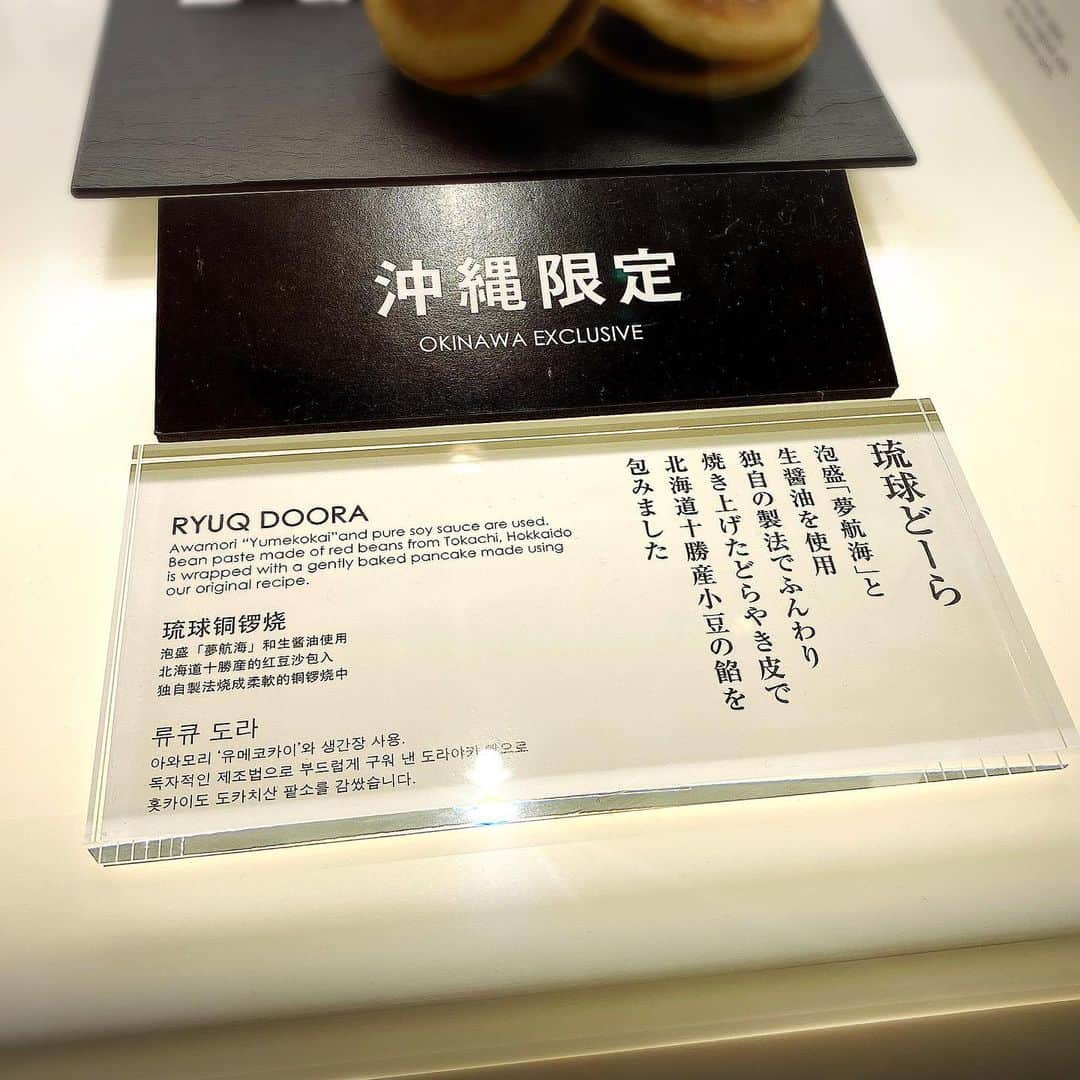 沖縄限定
OKINAWA EXCLUSIVE
琉球どーら
泡盛「夢航海」と
生醤油を使用
独自の製法でふんわり
焼き上げたどらやき皮で
北海道十勝産小豆の餡を
包みました
RYUQ DOORA
Awamori “Yumekokai”and pure soy sauce are used.
Bean paste made of red beans from Tokachi, Hokkaido
is wrapped with a gently baked pancake made using
our original recipe.
琉球铜锣烧
泡盛「夢航海」和生醬油使用
北海道十勝産的红豆沙包入
独自製法烧成柔軟的铜锣烧中
류큐 도라
아와모리 ‘유메코카이’와 생간장 사용.
독자적인 제조법으로 부드럽게 구워 낸 도라야키
홋카이도 도카치산 팥소를 감쌌습니다.